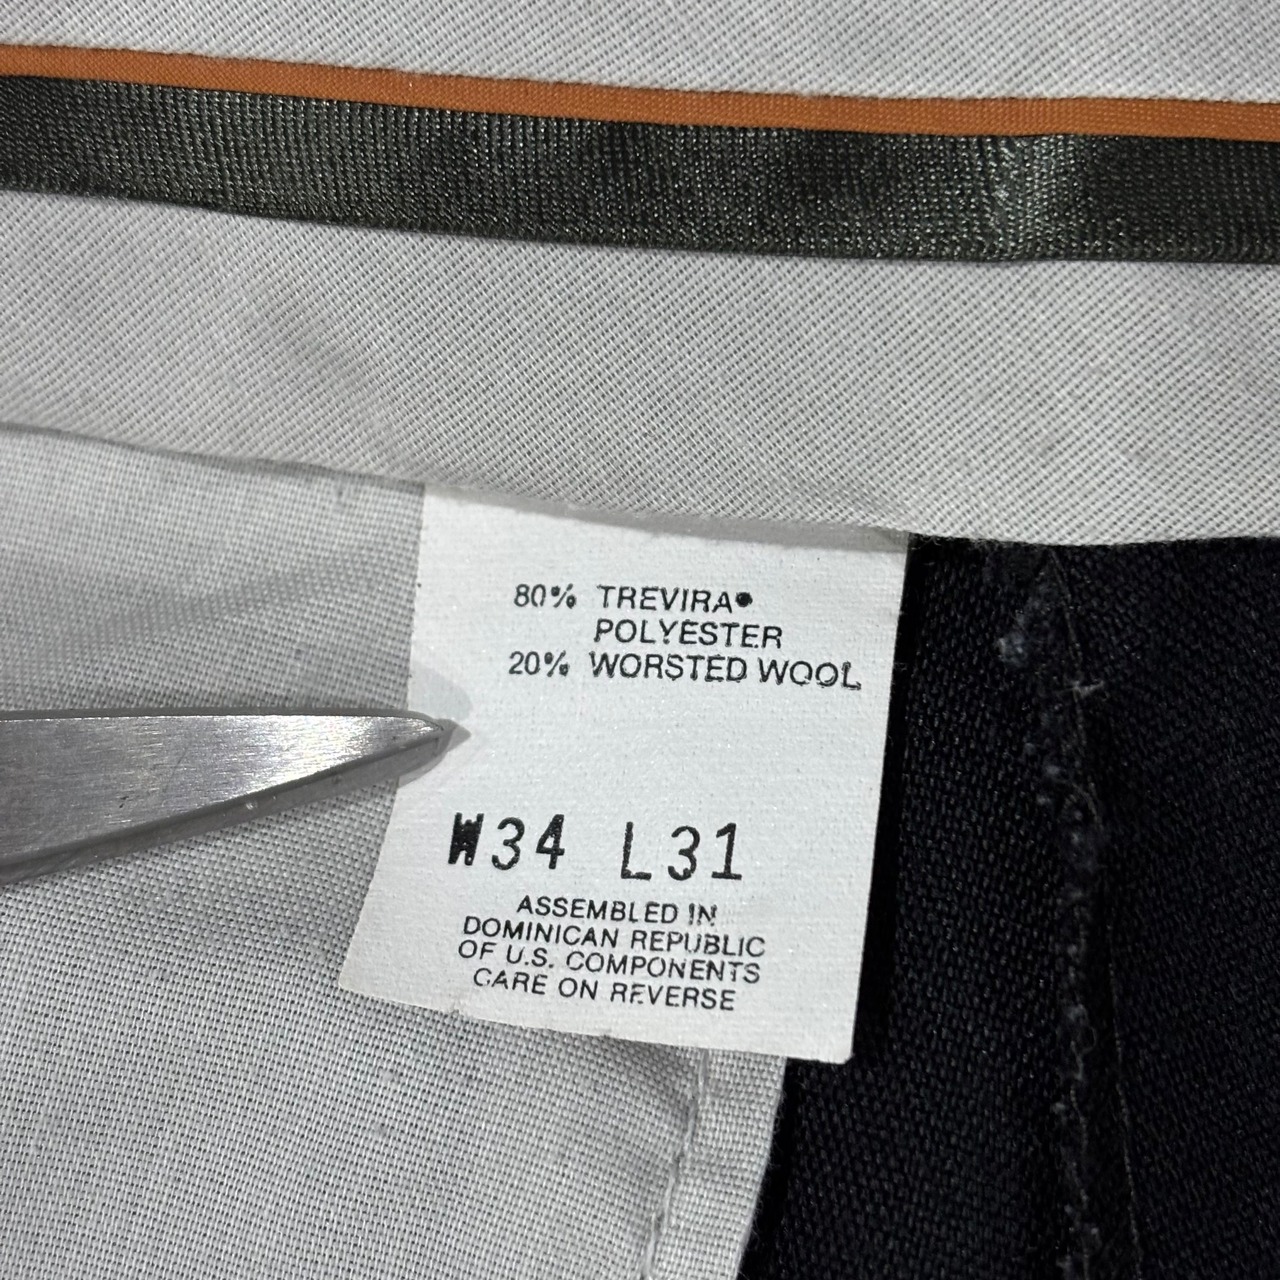 80% TREVIRA®
POLYESTER
20% WORSTED WOOL
W34 L31
ASSEMBLED IN
DOMINICAN REPUBLIC
OF U.S. COMPONENTS
CARE ON REVERSE